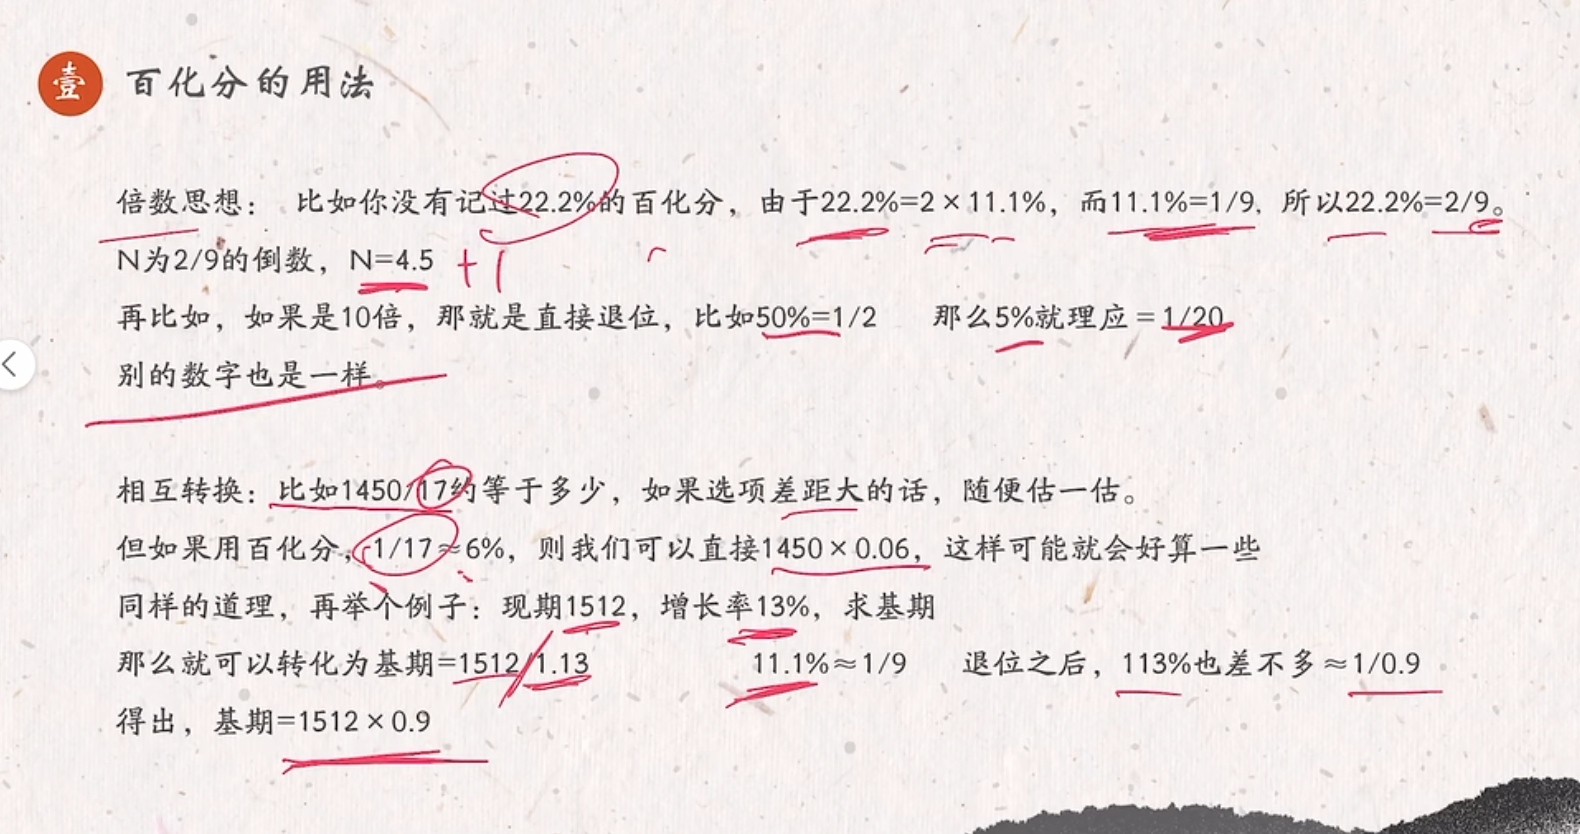 壹 百化分的用法
倍数思想： 比如你没有记过22.2%的百化分，由于22.2%=2×11.1%，而11.1%=1/9，所以22.2%=2/9。
N为2/9的倒数，N=4.5 +1
再比如，如果是10倍，那就是直接退位，比如50%=1/2 那么5%就理应=1/20
别的数字也是一样。
相互转换：比如1450/17约等于多少，如果选项差距大的话，随便估一估。
但如果用百化分，1/17≈6%，则我们可以直接1450×0.06，这样可能就会好算一些
同样的道理，再举个例子：现期1512，增长率13%，求基期
那么就可以转化为基期=1512/1.13 11.1%≈1/9 退位之后，113%也差不多≈1/0.9
得出，基期=1512×0.9